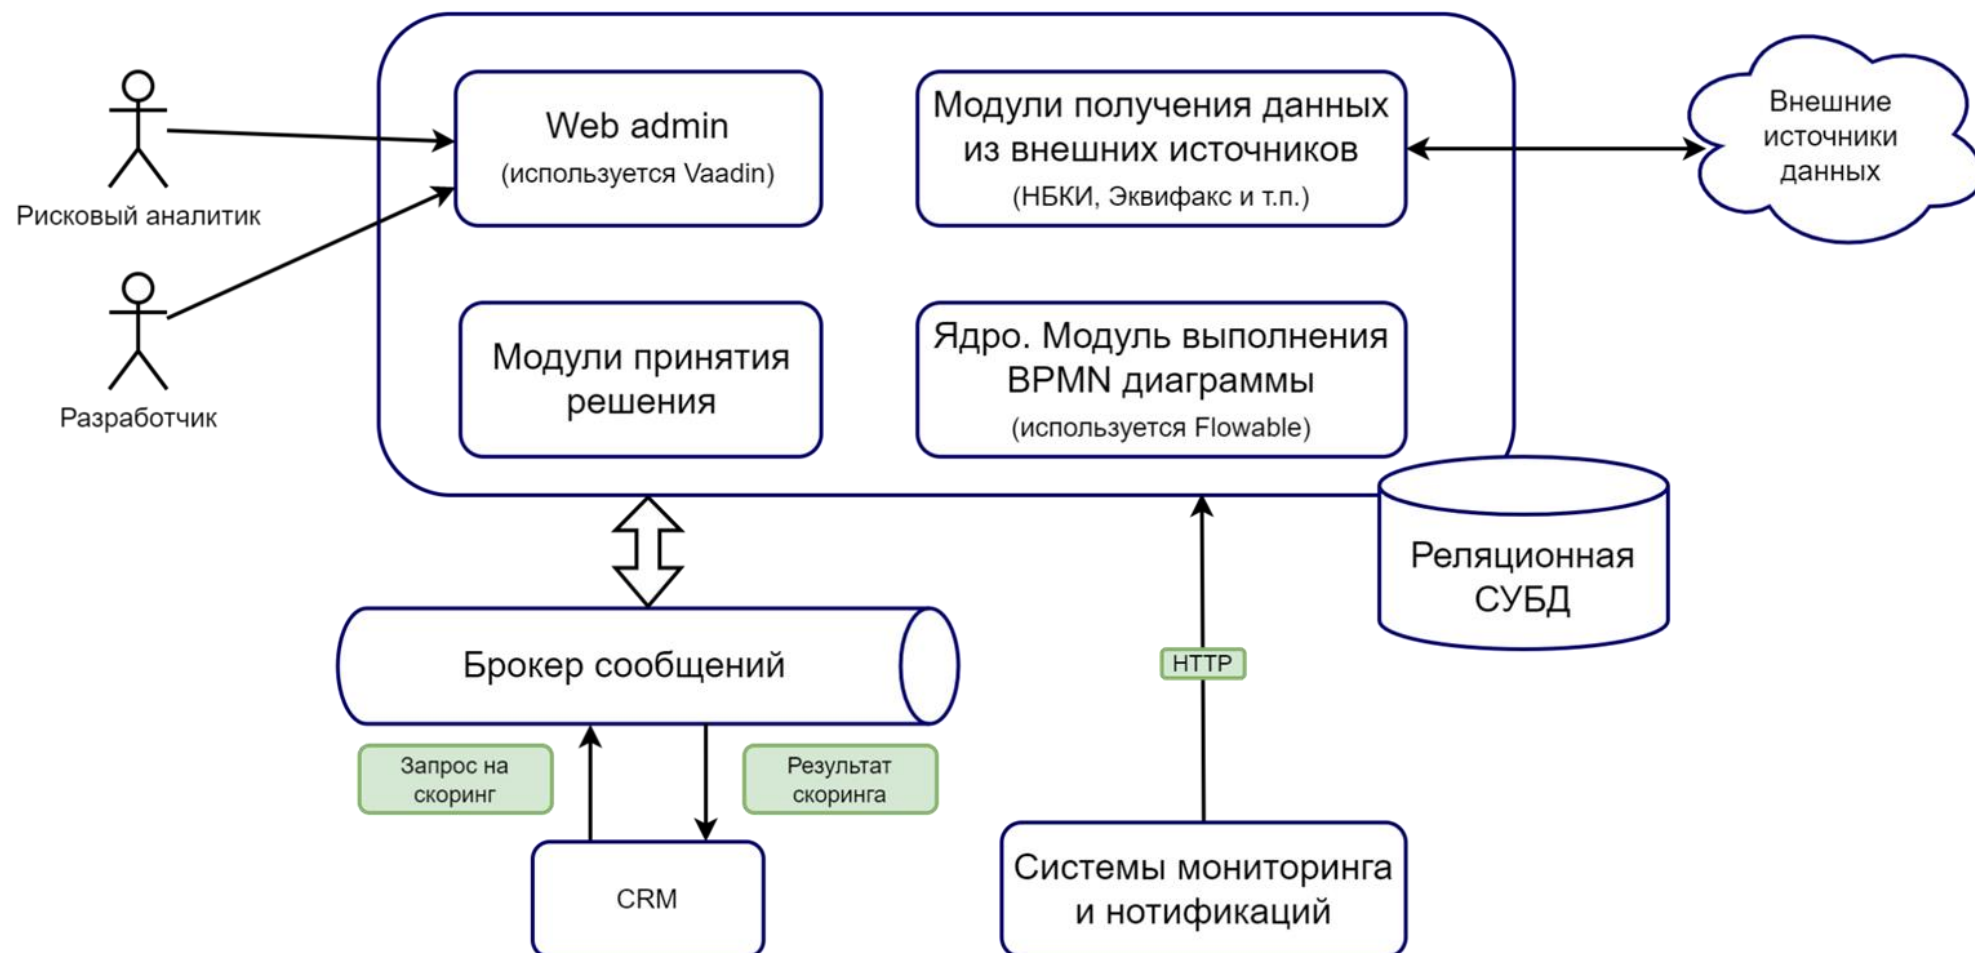 Рисковый аналитик
Разработчик
Web admin
(используется Vaadin)
Модули получения данных
из внешних источников
(НБКИ, Эквифакс и т.п.)
Внешние
источники
данных
Модули принятия
решения
Ядро. Модуль выполнения
BPMN диаграммы
(используется Flowable)
Реляционная
СУБД
Брокер сообщений
HTTP
Запрос на
скоринг
Результат
скоринга
CRM
Системы мониторинга
и нотификаций